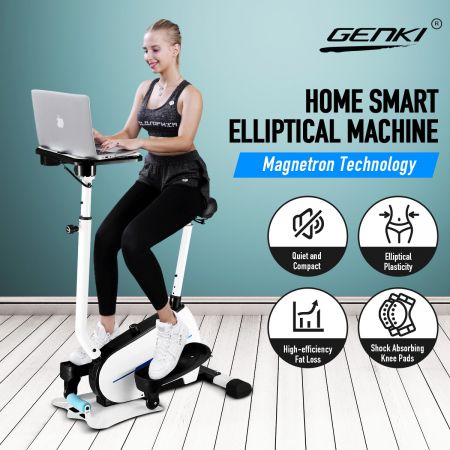 GENKI ®
HOME SMART
ELLIPTICAL MACHINE
Magnetron Technology
Quiet and
Compact
Elliptical
Plasticity
High-efficiency
Fat Loss
Shock Absorbing
Knee Pads